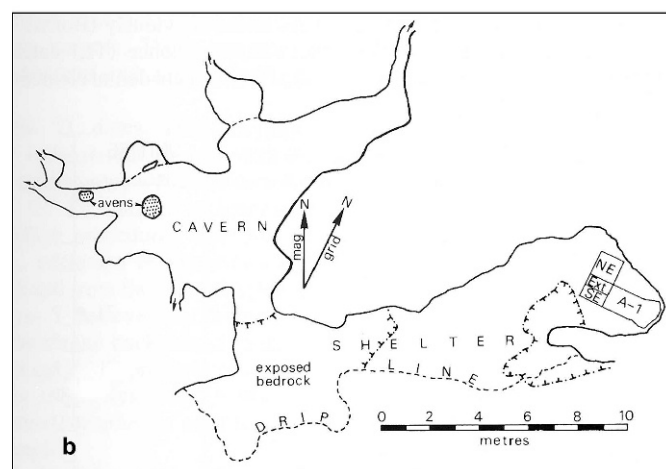 avens
CAVERN
N
N
mag
grid
NE
Ext
SE
A-1
SHELTER
exposed
bedrock
LINE
DRIP
0 2 4 6 8 10
metres
b